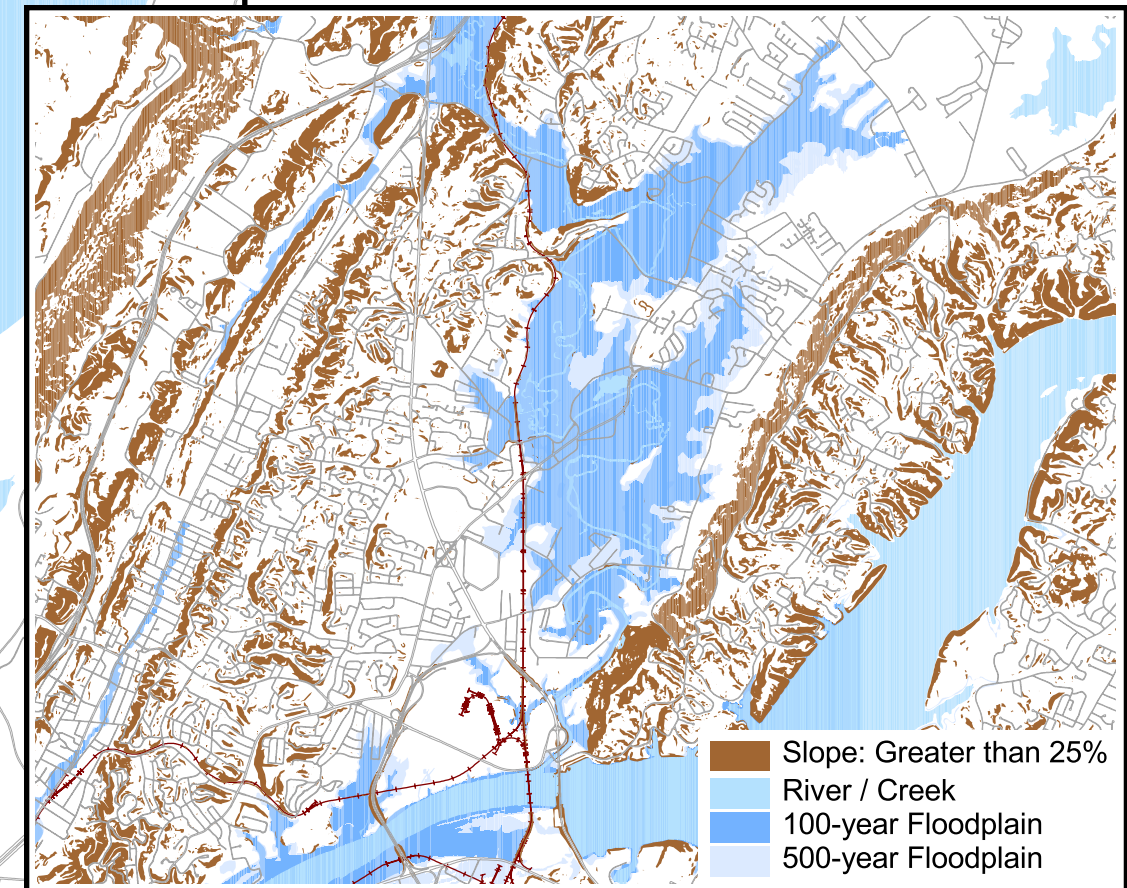 Slope: Greater than 25%
River / Creek
100-year Floodplain
500-year Floodplain